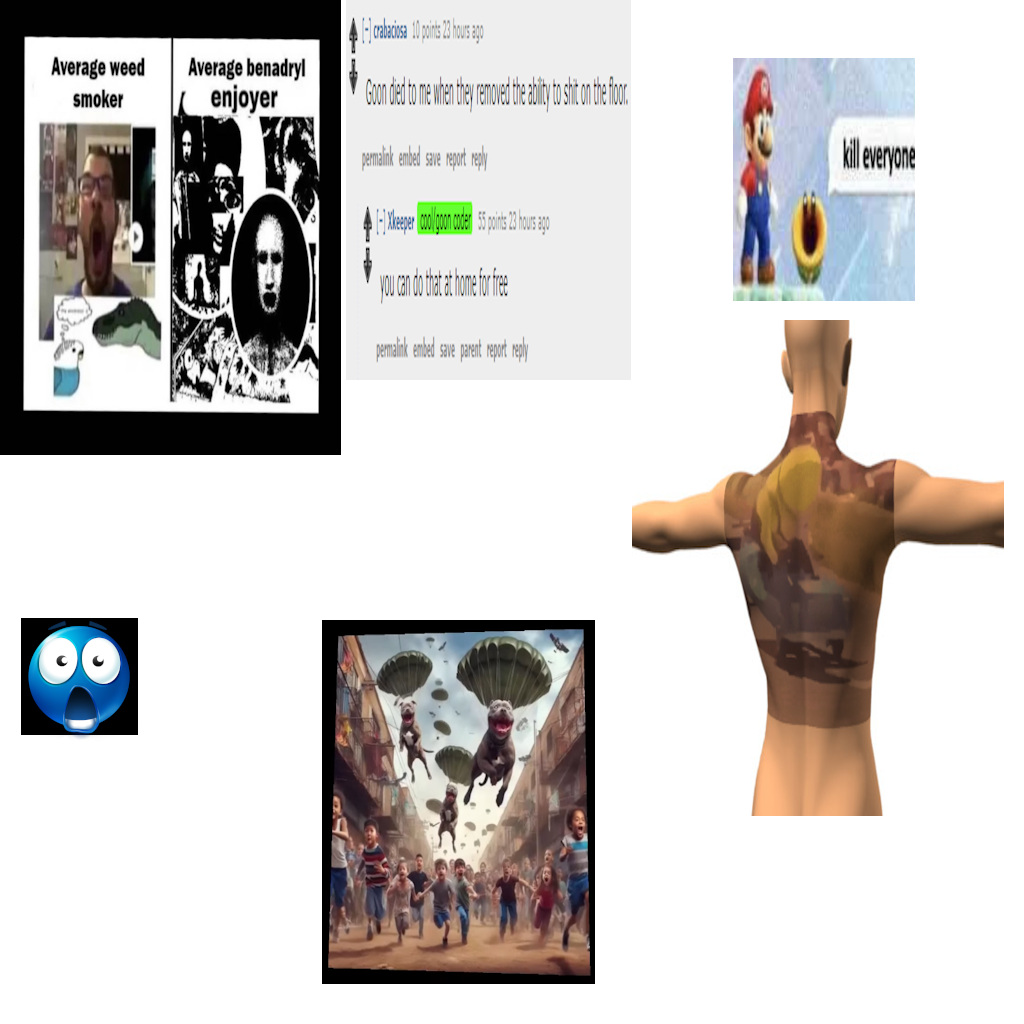 Average weed
smoker
Average benadryl
enjoyer
[-] crabaciosa 10 points 23 hours ago
Goon died to me when they removed the ability to shit on the floor.
permalink embed save report reply
[-] Xkeeper cool/goon coder 55 points 23 hours ago
you can do that at home for free
permalink embed save parent report reply
kill everyone